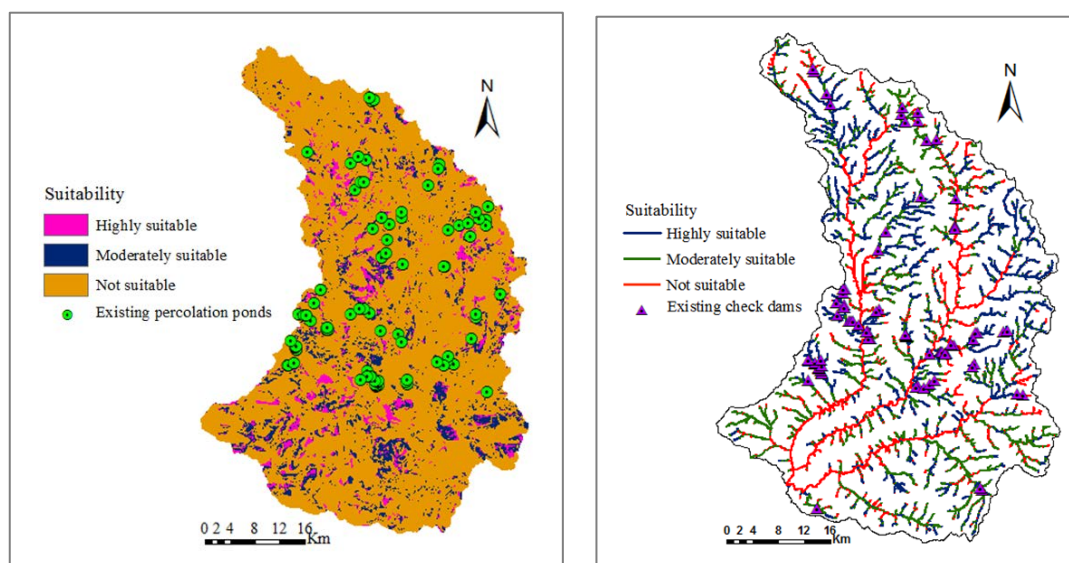 N
Suitability
Highly suitable
Moderately suitable
Not suitable
Existing percolation ponds
0 2 4 8 12 16
Km
N
Suitability
Highly suitable
Moderately suitable
Not suitable
Existing check dams
0 2 4 8 12 16
Km